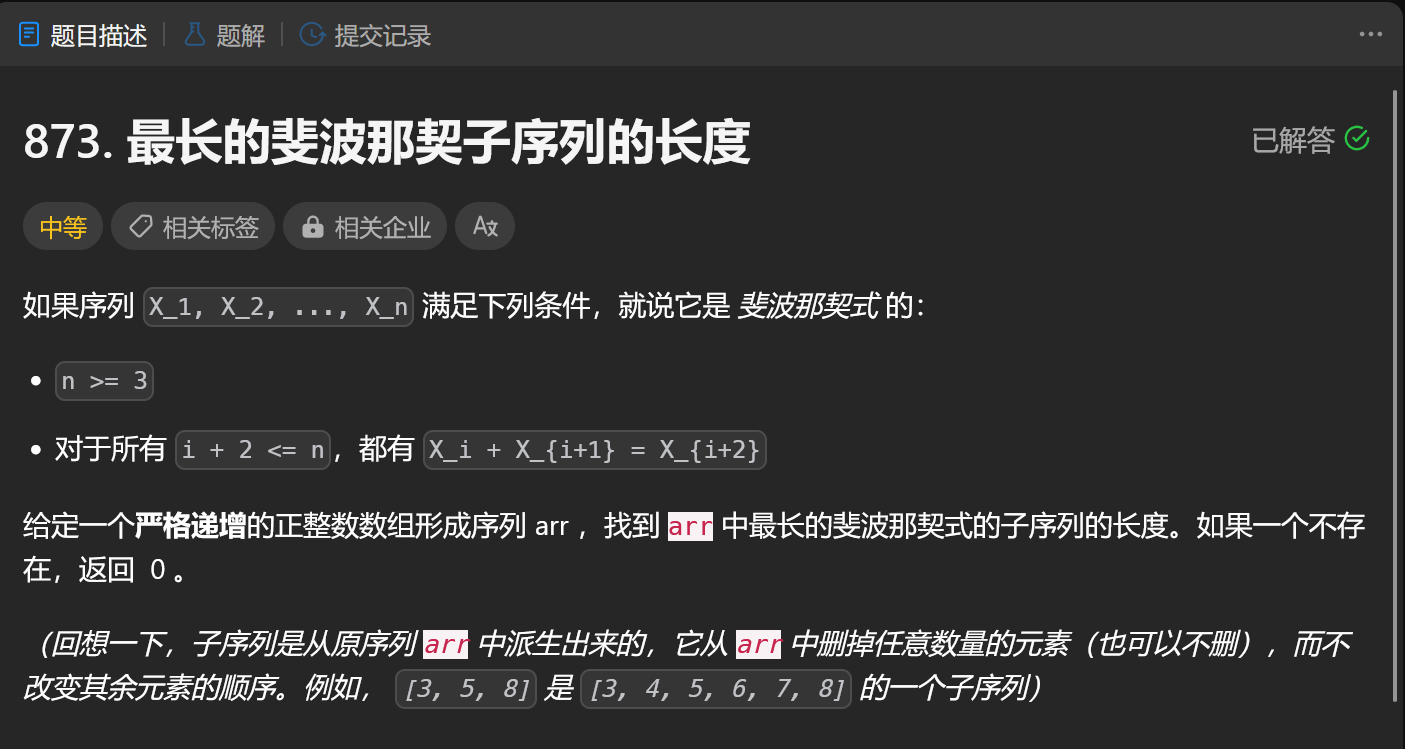 题目描述 题解 提交记录
873. 最长的斐波那契子序列的长度
已解答
中等 相关标签 相关企业
如果序列 X_1, X_2, ..., X_n 满足下列条件，就说它是 斐波那契式 的：
n >= 3
对于所有 i + 2 <= n，都有 X_i + X_{i+1} = X_{i+2}
给定一个严格递增的正整数数组形成序列 arr ，找到 arr 中最长的斐波那契式的子序列的长度。如果一个不存
在，返回 0 。
（回想一下，子序列是从原序列 arr 中派生出来的，它从 arr 中删掉任意数量的元素（也可以不删），而不
改变其余元素的顺序。例如， [3, 5, 8] 是 [3, 4, 5, 6, 7, 8] 的一个子序列）